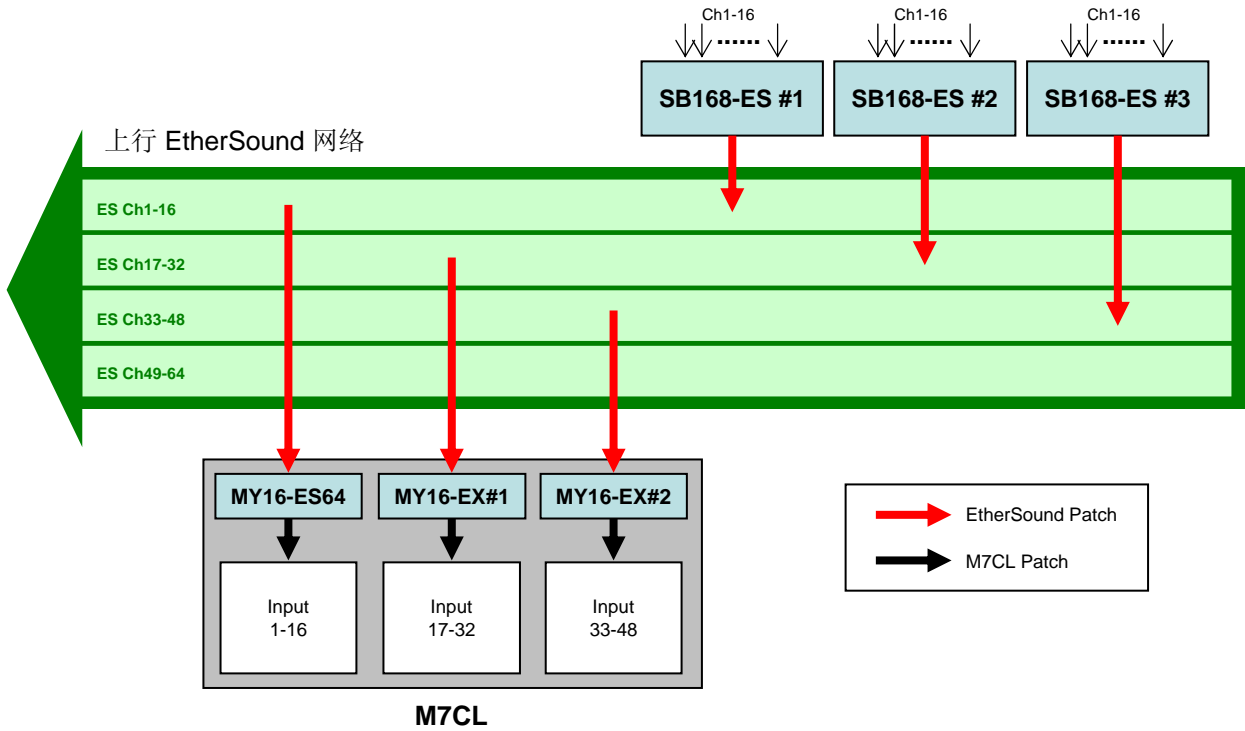 Ch1-16
Ch1-16
Ch1-16
SB168-ES #1
SB168-ES #2
SB168-ES #3
上行 EtherSound 网络
ES Ch1-16
ES Ch17-32
ES Ch33-48
ES Ch49-64
MY16-ES64
MY16-EX#1
MY16-EX#2
Input
1-16
Input
17-32
Input
33-48
M7CL
EtherSound Patch
M7CL Patch